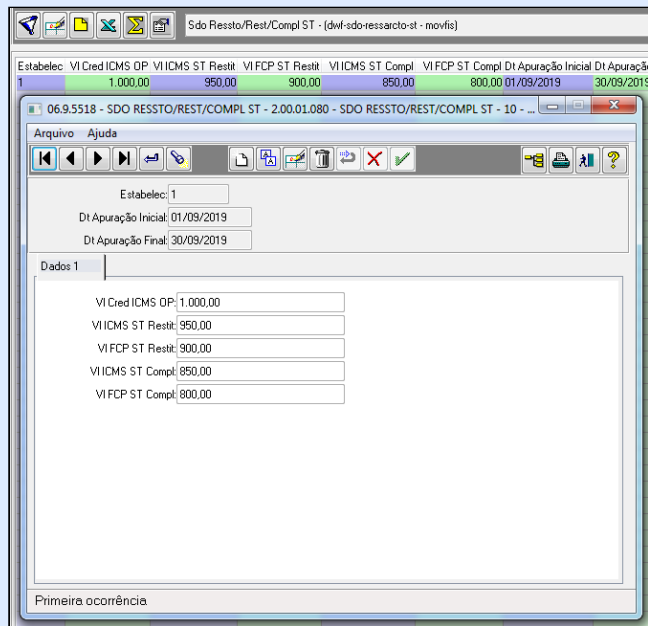 Sdo Ressto/Rest/Compl ST - (dwf-sdo-ressarcto-st - movfis)
Estabelec Vl Cred ICMS OP Vl ICMS ST Restit Vl FCP ST Restit Vl ICMS ST Compl Vl FCP ST Compl Dt Apuração Inicial Dt Apuração
1 1.000,00 950,00 900,00 850,00 800,00 01/09/2019 30/09/2019
06.9.5518 - SDO RESSTO/REST/COMPL ST - 2.00.01.080 - SDO RESSTO/REST/COMPL ST - 10 - ...
Arquivo Ajuda
Estabelec: 1
Dt Apuração Inicial: 01/09/2019
Dt Apuração Final: 30/09/2019
Dados 1
Vl Cred ICMS OP: 1.000,00
Vl ICMS ST Restit: 950,00
Vl FCP ST Restit: 900,00
Vl ICMS ST Compl: 850,00
Vl FCP ST Compl: 800,00
Primeira ocorrência